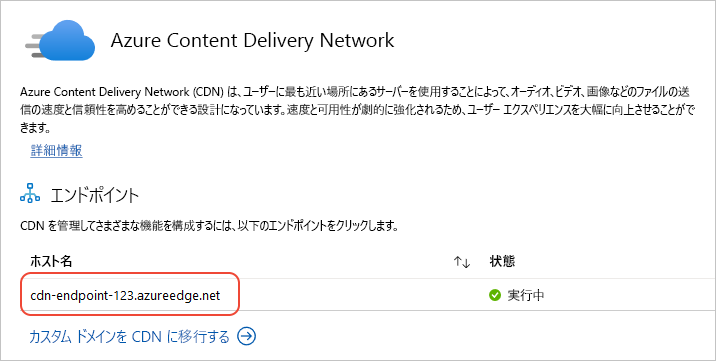 Azure Content Delivery Network
Azure Content Delivery Network (CDN) は、ユーザーに最も近い場所にあるサーバーを使用することによって、オーディオ、ビデオ、画像などのファイルの送
信の速度と信頼性を高めることができる設計になっています。速度と可用性が劇的に強化されるため、ユーザー エクスペリエンスを大幅に向上させることがで
きます。
詳細情報
エンドポイント
CDN を管理してさまざまな機能を構成するには、以下のエンドポイントをクリックします。
ホスト名 ↑↓ 状態
cdn-endpoint-123.azureedge.net 実行中
カスタム ドメインを CDN に移行する